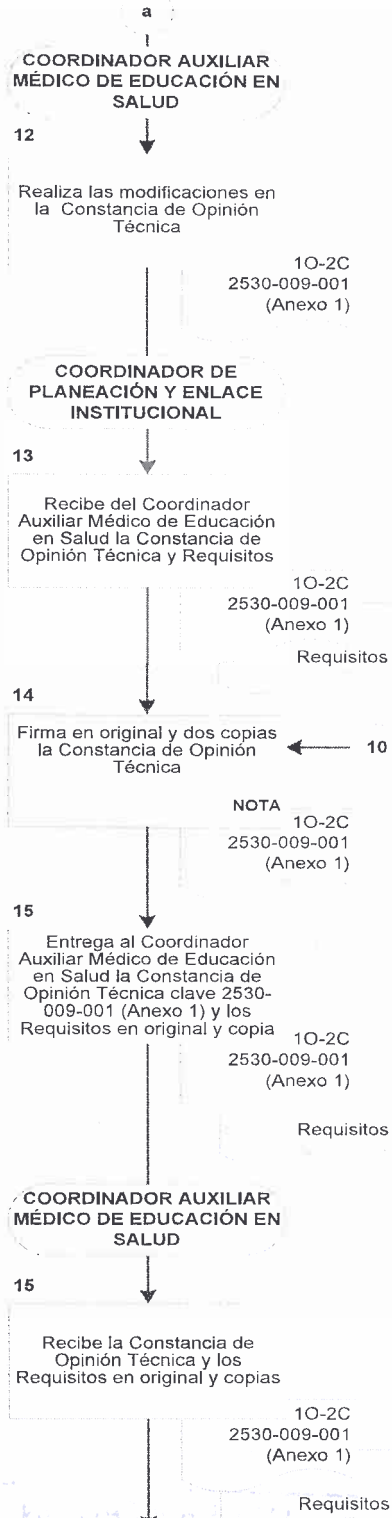 a
COORDINADOR AUXILIAR
MÉDICO DE EDUCACIÓN EN
SALUD
12
Realiza las modificaciones en
la Constancia de Opinión
Técnica
1O-2C
2530-009-001
(Anexo 1)
COORDINADOR DE
PLANEACIÓN Y ENLACE
INSTITUCIONAL
13
Recibe del Coordinador
Auxiliar Médico de Educación
en Salud la Constancia de
Opinión Técnica y Requisitos
1O-2C
2530-009-001
(Anexo 1)
Requisitos
14
Firma en original y dos copias
la Constancia de Opinión
Técnica
10
NOTA
1O-2C
2530-009-001
(Anexo 1)
15
Entrega al Coordinador
Auxiliar Médico de Educación
en Salud la Constancia de
Opinión Técnica clave 2530-
009-001 (Anexo 1) y los
Requisitos en original y copia
1O-2C
2530-009-001
(Anexo 1)
Requisitos
COORDINADOR AUXILIAR
MÉDICO DE EDUCACIÓN EN
SALUD
15
Recibe la Constancia de
Opinión Técnica y los
Requisitos en original y copias
1O-2C
2530-009-001
(Anexo 1)
Requisitos